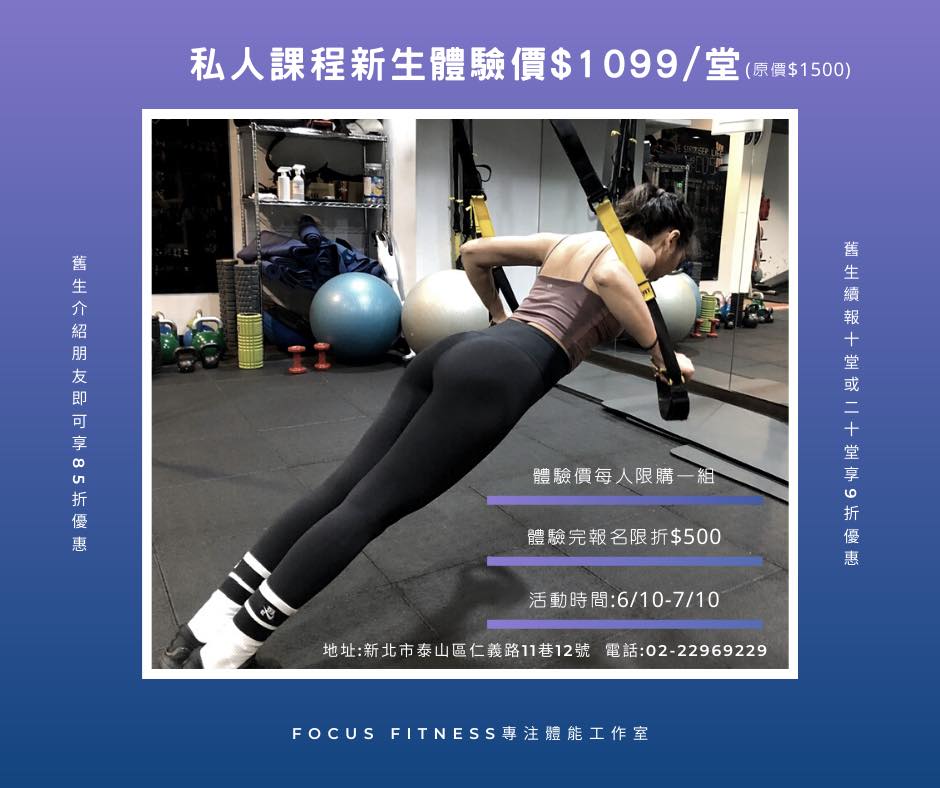 私人課程新生體驗價$1099/堂(原價$1500)
舊生介紹朋友即可享85折優惠
舊生續報十堂或二十堂享9折優惠
體驗價每人限購一組
體驗完報名限折$500
活動時間:6/10-7/10
地址:新北市泰山區仁義路11巷12號 電話:02-22969229
FOCUS FITNESS專注體能工作室